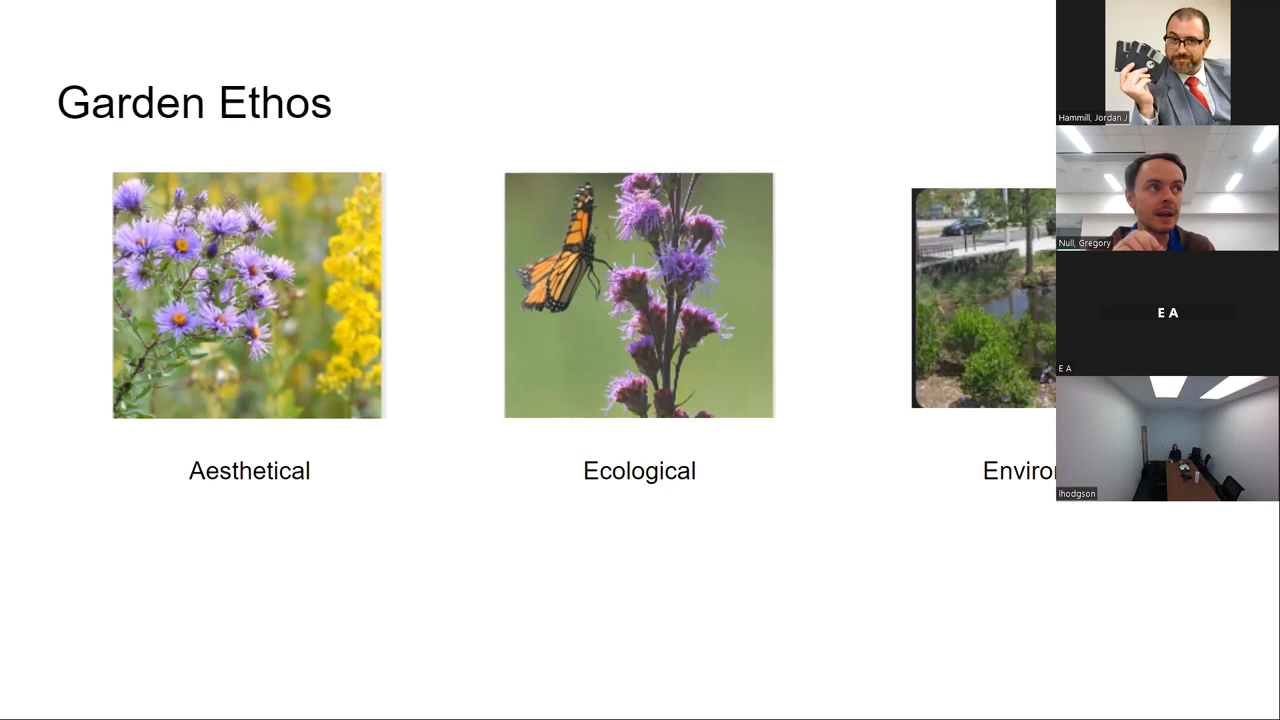 Garden Ethos
Aesthetical
Ecological
Enviro
Hammill, Jordan J
Null, Gregory
E A
E A
lhodgson